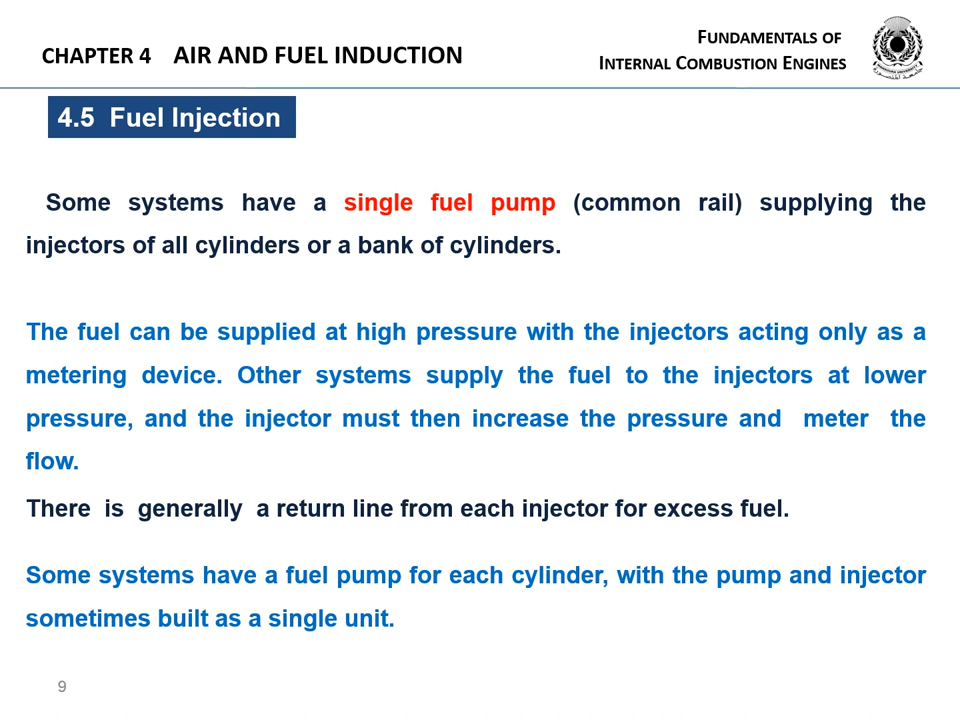 CHAPTER 4 AIR AND FUEL INDUCTION
FUNDAMENTALS OF
INTERNAL COMBUSTION ENGINES
4.5 Fuel Injection
Some systems have a single fuel pump (common rail) supplying the
injectors of all cylinders or a bank of cylinders.
The fuel can be supplied at high pressure with the injectors acting only as a
metering device. Other systems supply the fuel to the injectors at lower
pressure, and the injector must then increase the pressure and meter the
flow.
There is generally a return line from each injector for excess fuel.
Some systems have a fuel pump for each cylinder, with the pump and injector
sometimes built as a single unit.
9